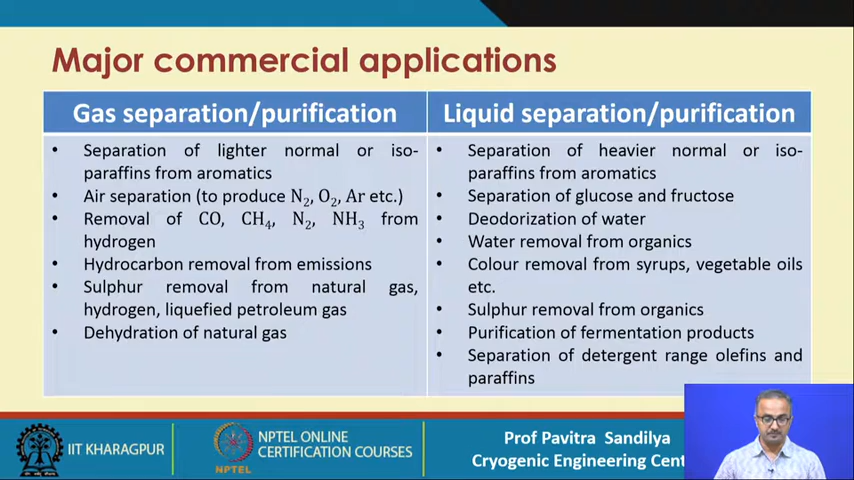 Major commercial applications
Gas separation/purification
• Separation of lighter normal or iso-
paraffins from aromatics
• Air separation (to produce N₂, O₂, Ar etc.)
• Removal of CO, CH₄, N₂, NH₃ from
hydrogen
• Hydrocarbon removal from emissions
• Sulphur removal from natural gas,
hydrogen, liquefied petroleum gas
• Dehydration of natural gas
Liquid separation/purification
• Separation of heavier normal or iso-
paraffins from aromatics
• Separation of glucose and fructose
• Deodorization of water
• Water removal from organics
• Colour removal from syrups, vegetable oils
etc.
• Sulphur removal from organics
• Purification of fermentation products
• Separation of detergent range olefins and
paraffins
IIT KHARAGPUR
NPTEL
NPTEL ONLINE
CERTIFICATION COURSES
Prof Pavitra Sandilya
Cryogenic Engineering Cent